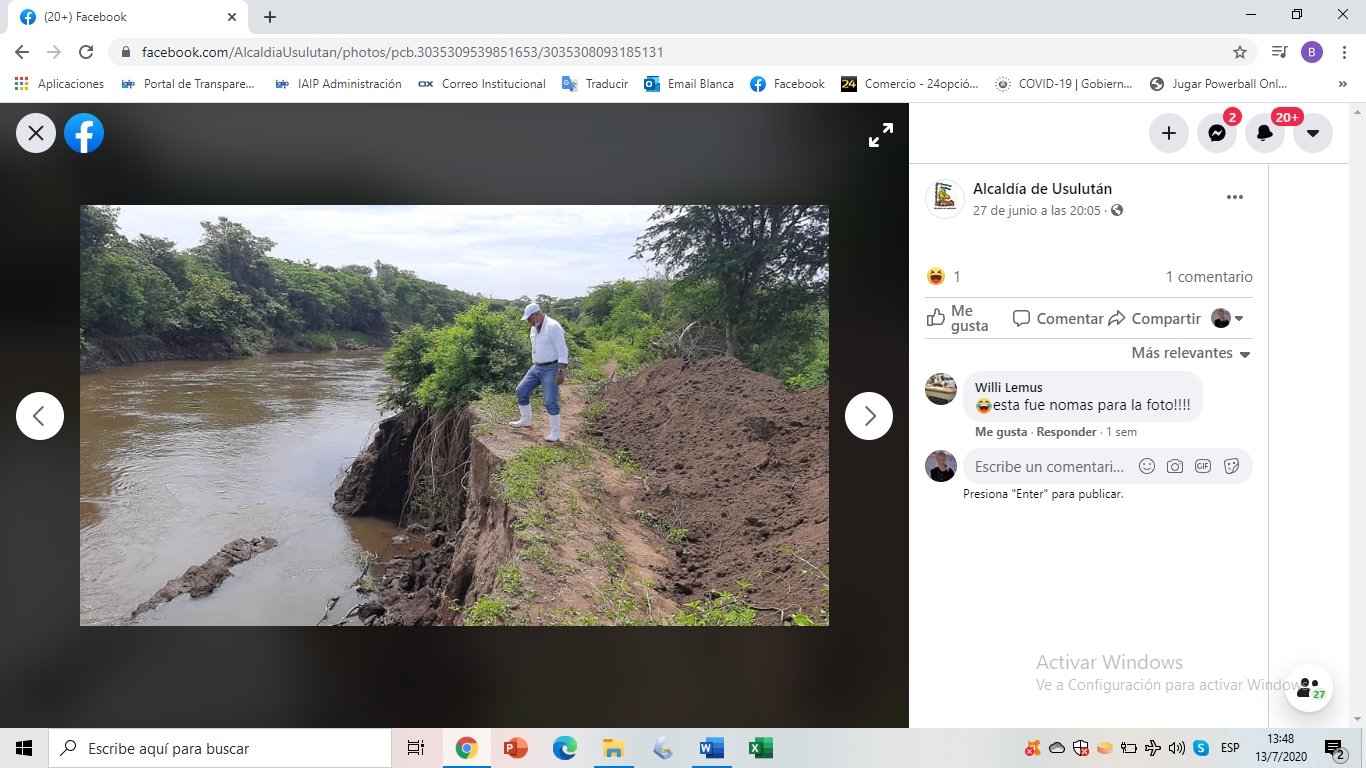 (20+) Facebook
facebook.com/AlcaldiaUsulutan/photos/pcb.3035309539851653/3035308093185131
B
Aplicaciones
Portal de Transpare...
IAIP Administración
Correo Institucional
Traducir
Email Blanca
Facebook
24
Comercio - 24opció...
COVID-19 | Gobiern...
Jugar Powerball Onl...
»
2
20+
Alcaldía de Usulután
27 de junio a las 20:05 ·
1
1 comentario
Me gusta
Comentar
Compartir
Más relevantes
Willi Lemus
😂esta fue nomas para la foto!!!!
Me gusta · Responder · 1 sem
Escribe un comentari...
GIF
Presiona "Enter" para publicar.
Activar Windows
Ve a Configuración para activar Window
27
Escribe aquí para buscar
ESP
13:48
13/7/2020
2